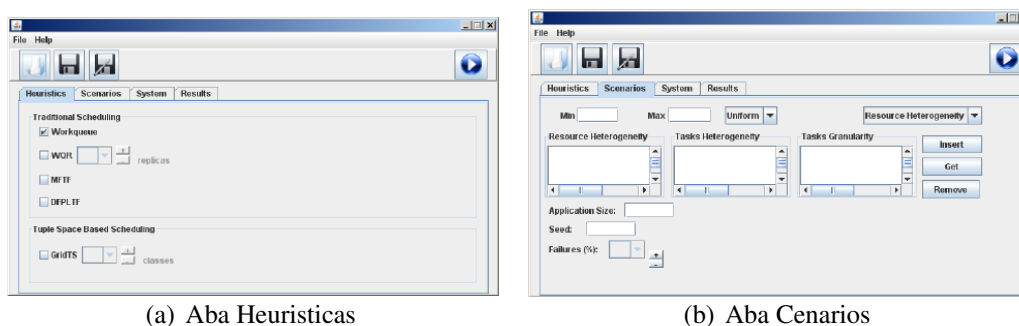 File Help
Heuristics Scenarios System Results
Traditional Scheduling
Workqueue
WQR replicas
MFTF
DFPLTF
Tuple Space Based Scheduling
GridTS classes
(a) Aba Heuristicas
File Help
Heuristics Scenarios System Results
Min Max Uniform Resource Heterogeneity
Resource Heterogeneity Tasks Heterogeneity Tasks Granularity
Insert
Get
Remove
Application Size:
Seed:
Failures (%):
(b) Aba Cenarios